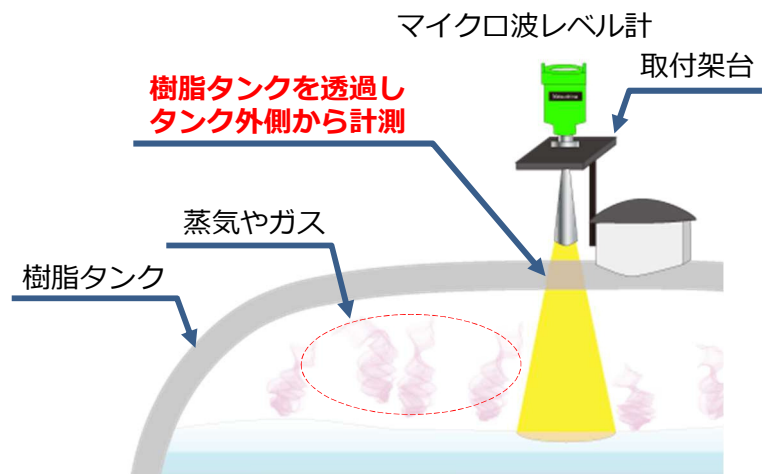 マイクロ波レベル計
取付架台
樹脂タンクを透過し
タンク外側から計測
蒸気やガス
樹脂タンク